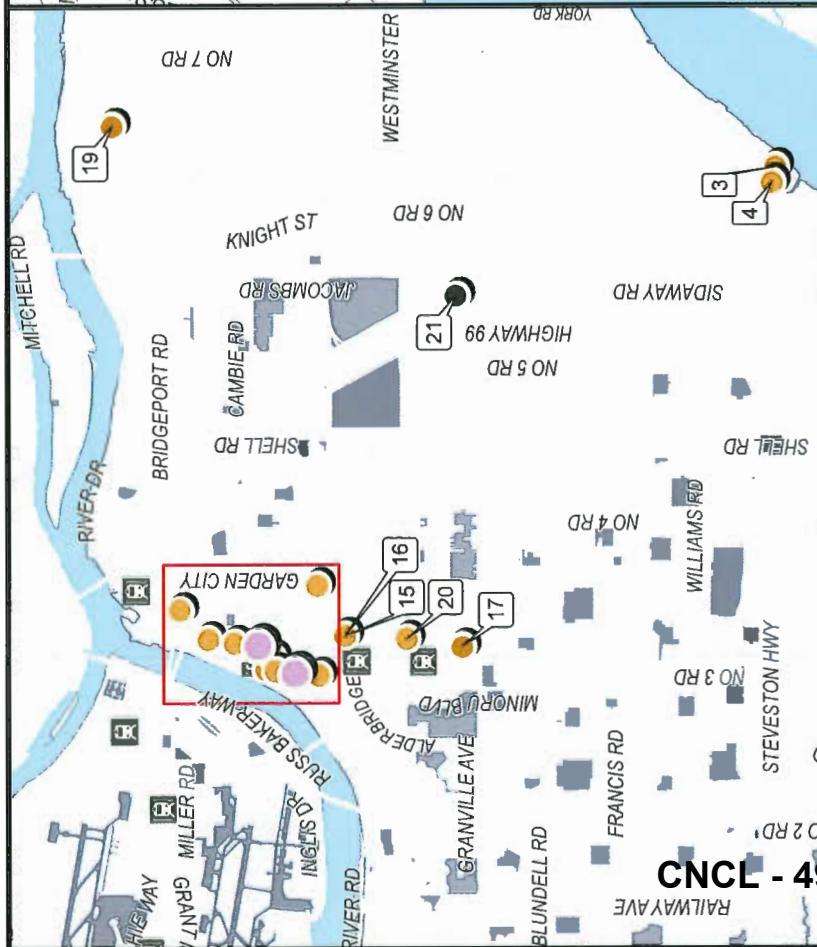 YORK RD
NO 7 RD
WESTMINSTER
19
3
4
NO 6 RD
KNIGHT ST
MITCHELL RD
JACOMBS RD
SIDAWAY RD
21
HIGHWAY 99
BRIDGEPORT RD
CAMBIE RD
NO 5 RD
SHELL RD
SHELL RD
RIVER DR
WILLIAMS RD
NO 4 RD
GARDEN CITY
16
15
20
17
NO 3 RD
STEVESTON HWY
MINORU BLVD
ALDERBRIDGE
RUSS BAKER WAY
GRANVILLE AVE
FRANCIS RD
MILLER RD
INGLIS DR
O 2 RD
BLUNDELL RD
CNCL - 49
RAILWAY AVE
HIE WAY
GRANT
RIVER RD